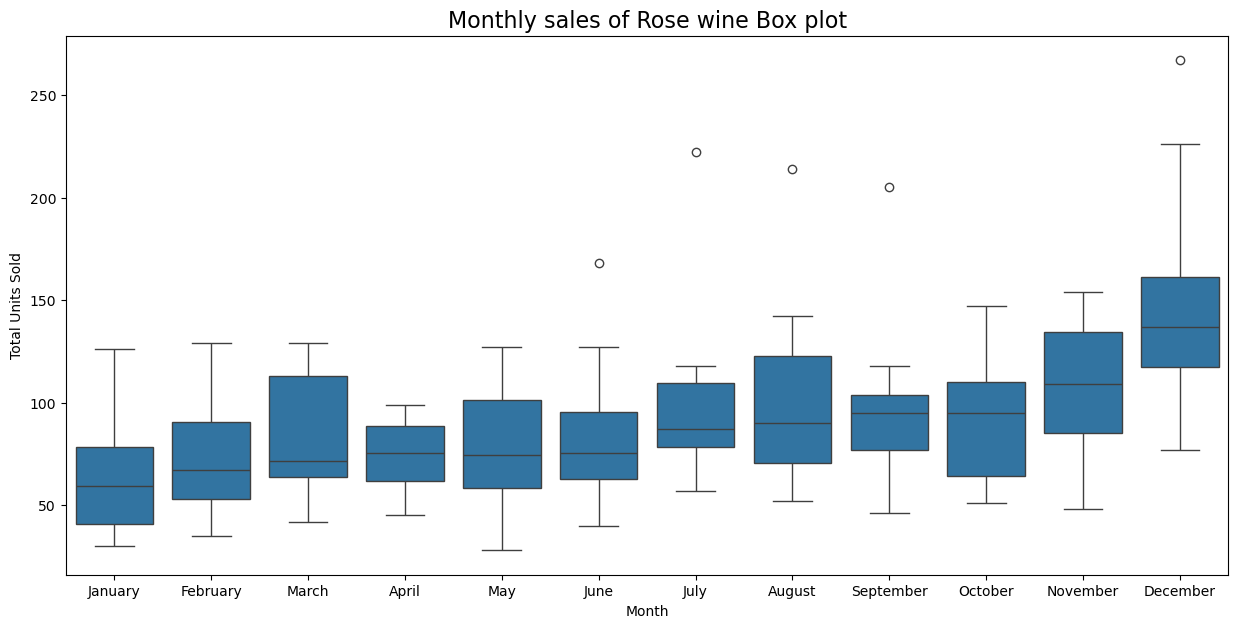 Monthly sales of Rose wine Box plot
250
200
150
100
50
Total Units Sold
January February March April May June July August September October November December
Month